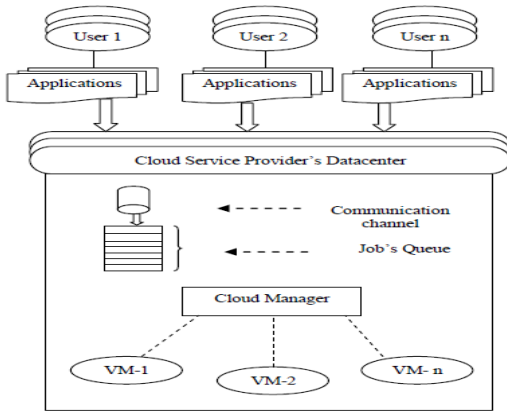 User 1
User 2
User n
Applications
Applications
Applications
Cloud Service Provider's Datacenter
Communication
channel
Job's Queue
Cloud Manager
VM-1
VM-2
VM- n